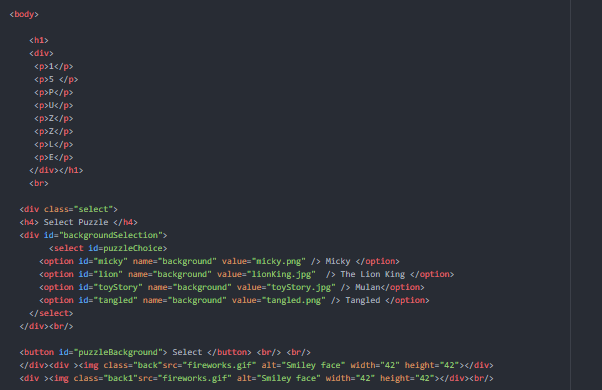 <body>
<h1>
<div>
<p>1</p>
<p>5 </p>
<p>P</p>
<p>U</p>
<p>Z</p>
<p>Z</p>
<p>L</p>
<p>E</p>
</div></h1>
<br>
<div class="select">
<h4> Select Puzzle </h4>
<div id="backgroundSelection">
<select id=puzzleChoice>
<option id="micky" name="background" value="micky.png" /> Micky </option>
<option id="lion" name="background" value="lionKing.jpg"  /> The Lion King </option>
<option id="toyStory" name="background" value="toyStory.jpg" /> Mulan</option>
<option id="tangled" name="background" value="tangled.png" /> Tangled </option>
</select>
</div><br/>
<button id="puzzleBackground"> Select </button> <br/> <br/>
</div><div ><img class="back"src="fireworks.gif" alt="Smiley face" width="42" height="42"></div>
<div ><img class="back1"src="fireworks.gif" alt="Smiley face" width="42" height="42"></div><br/>